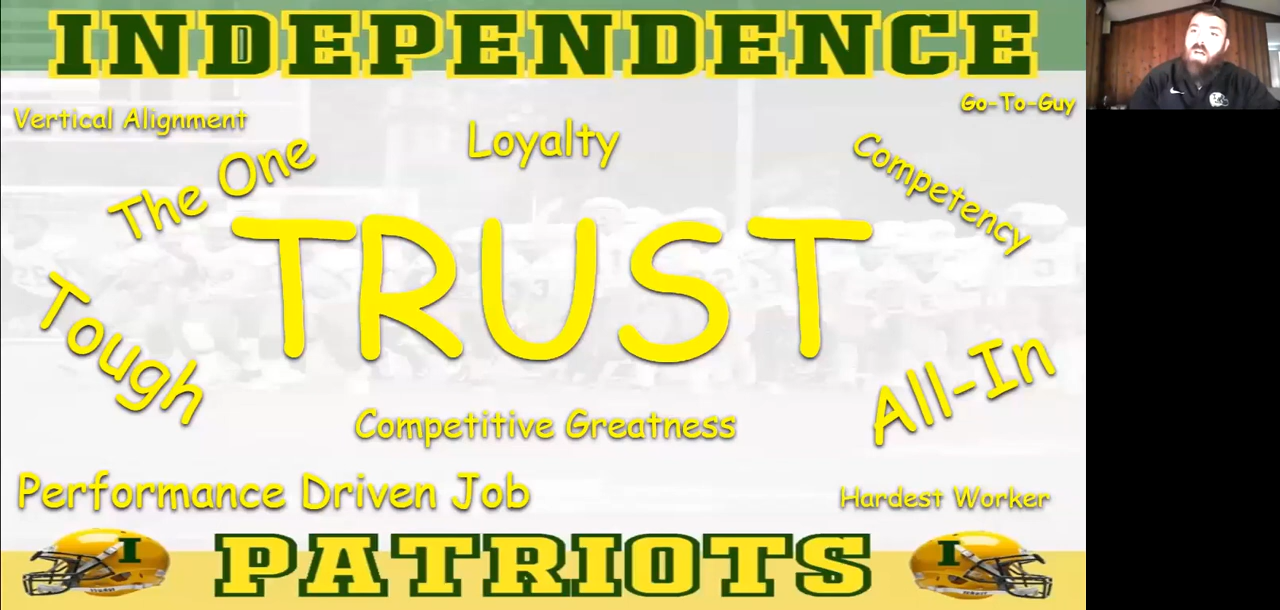 INDEPENDENCE
Go-To-Guy
Vertical Alignment
Loyalty
The One
Competency
TRUST
Tough
All-In
Competitive Greatness
Performance Driven Job
Hardest Worker
I
PATRIOTS
I